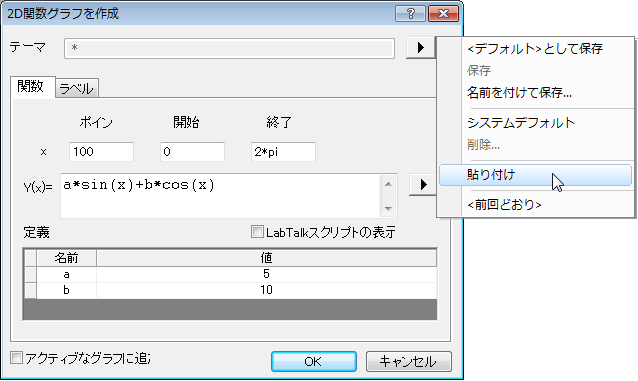 2D関数グラフを作成
テーマ *
関数 ラベル
ポイン 開始 終了
x 100 0 2*pi
Y(x)= a*sin(x)+b*cos(x)
定義 LabTalkスクリプトの表示
名前 値
a 5
b 10
アクティブなグラフに追 OK キャンセル
<デフォルト>として保存
保存
名前を付けて保存...
システムデフォルト
削除...
貼り付け
<前回どおり>